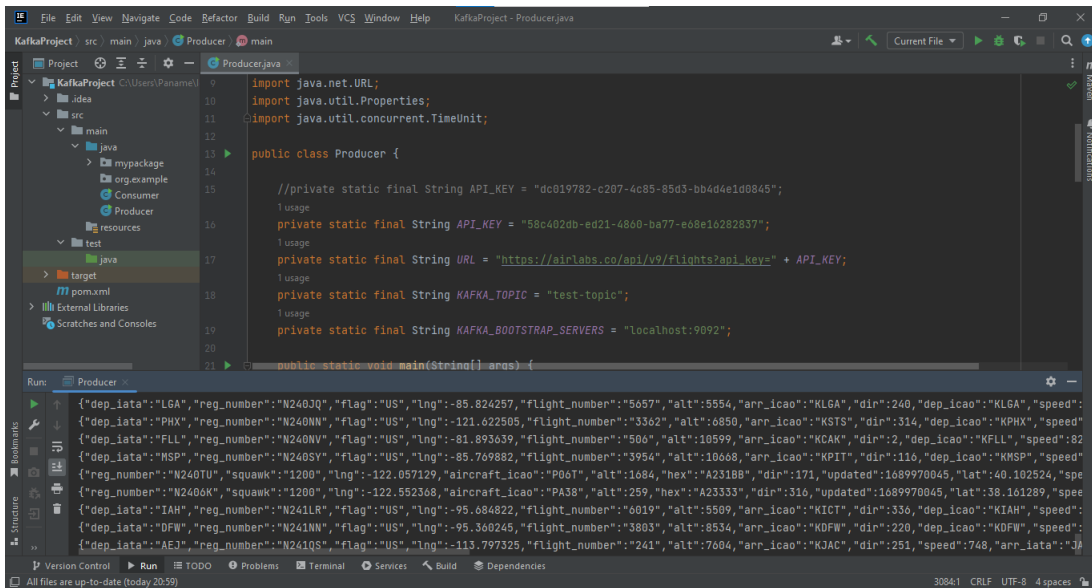 File Edit View Navigate Code Refactor Build Run Tools VCS Window Help KafkaProject - Producer.java
KafkaProject src main java Producer main
Current File
Project
Producer.java
KafkaProject C:\Users\Paname\I
.idea
src
main
java
mypackage
org.example
Consumer
Producer
resources
test
java
target
pom.xml
External Libraries
Scratches and Consoles
9 import java.net.URL;
10 import java.util.Properties;
11 import java.util.concurrent.TimeUnit;
12
13 public class Producer {
14
15 //private static final String API_KEY = "dc019782-c207-4c85-85d3-bb4d4e1d0845";
1 usage
16 private static final String API_KEY = "58c402db-ed21-4860-ba77-e68e16282837";
1 usage
17 private static final String URL = "https://airlabs.co/api/v9/flights?api_key=" + API_KEY;
1 usage
18 private static final String KAFKA_TOPIC = "test-topic";
1 usage
19 private static final String KAFKA_BOOTSTRAP_SERVERS = "localhost:9092";
20
21 public static void main(String[] args) {
Project
Maven
Notifications
Run: Producer
{"dep_iata":"LGA","reg_number":"N240JQ","flag":"US","lng":-85.824257,"flight_number":"5657","alt":5554,"arr_icao":"KLGA","dir":240,"dep_icao":"KLGA","speed":
{"dep_iata":"PHX","reg_number":"N240NN","flag":"US","lng":-121.622505,"flight_number":"3362","alt":6850,"arr_icao":"KSTS","dir":314,"dep_icao":"KPHX","speed"
{"dep_iata":"FLL","reg_number":"N240NV","flag":"US","lng":-81.893639,"flight_number":"506","alt":10599,"arr_icao":"KCAK","dir":2,"dep_icao":"KFLL","speed":82
{"dep_iata":"MSP","reg_number":"N240SY","flag":"US","lng":-85.769882,"flight_number":"3954","alt":10668,"arr_icao":"KPIT","dir":116,"dep_icao":"KMSP","speed"
{"reg_number":"N240TU","squawk":"1200","lng":-122.057129,"aircraft_icao":"P06T","alt":1684,"hex":"A231BB","dir":171,"updated":1689970045,"lat":40.102524,"spe
{"reg_number":"N2406K","squawk":"1200","lng":-122.552368,"aircraft_icao":"PA38","alt":259,"hex":"A23333","dir":316,"updated":1689970045,"lat":38.161289,"spee
{"dep_iata":"IAH","reg_number":"N241LR","flag":"US","lng":-95.684822,"flight_number":"6019","alt":5509,"arr_icao":"KICT","dir":336,"dep_icao":"KIAH","speed":
{"dep_iata":"DFW","reg_number":"N241NN","flag":"US","lng":-95.360245,"flight_number":"3803","alt":8534,"arr_icao":"KDFW","dir":220,"dep_icao":"KDFW","speed":
{"dep_iata":"AEJ","reg_number":"N241QS","flag":"US","lng":-113.797325,"flight_number":"241","alt":7604,"arr_icao":"KJAC","dir":251,"speed":748,"arr_iata":"JA
Bookmarks
Structure
Version Control Run TODO Problems Terminal Services Build Dependencies
All files are up-to-date (today 20:59) 3084:1 CRLF UTF-8 4 spaces